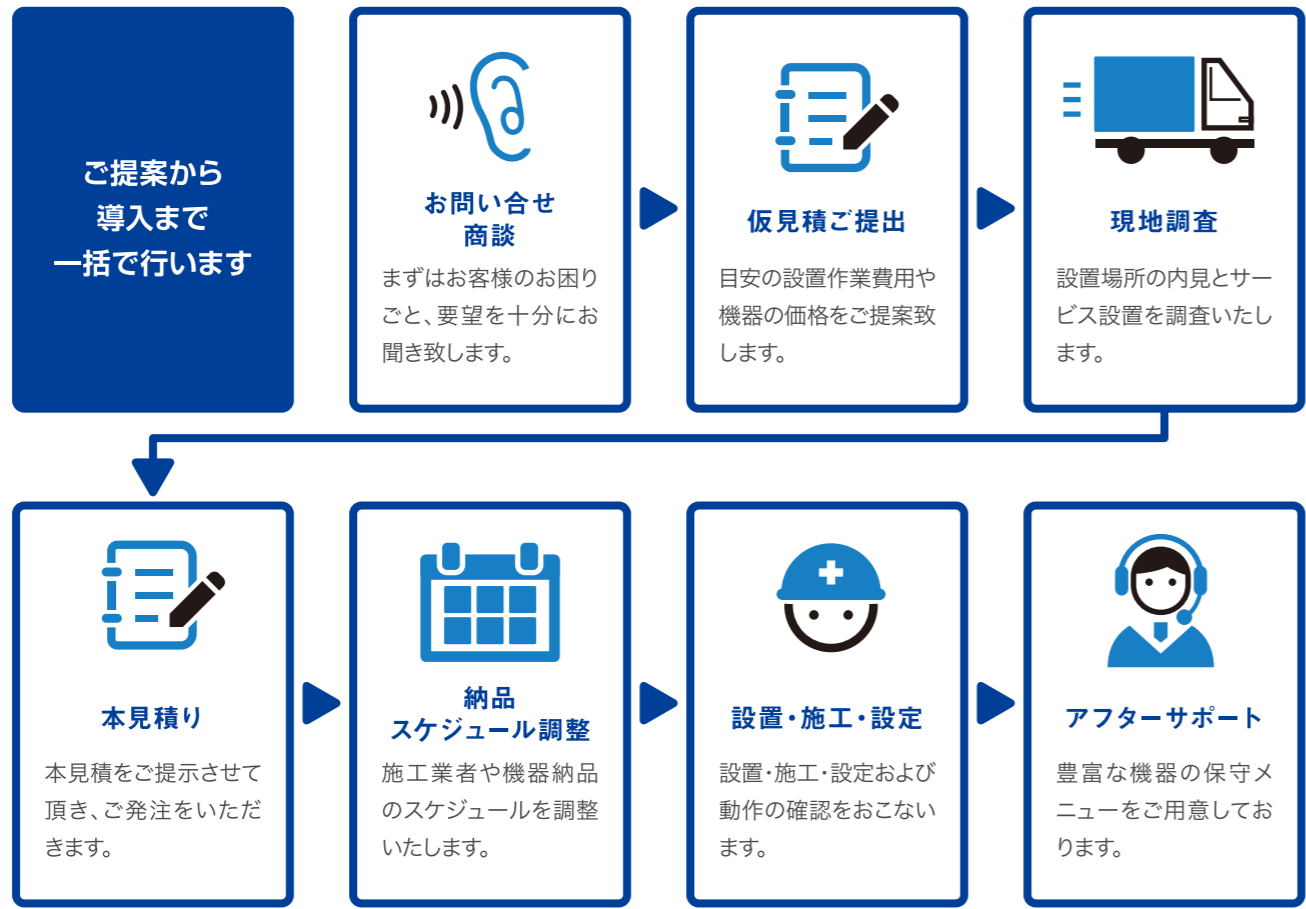 ご提案から
導入まで
一括で行います
お問い合せ
商談
まずはお客様のお困り
ごと、要望を十分にお
聞き致します。
仮見積ご提出
目安の設置作業費用や
機器の価格をご提案致
します。
現地調査
設置場所の内見とサー
ビス設置を調査いたし
ます。
本見積り
本見積をご提示させて
頂き、ご発注をいただ
きます。
納品
スケジュール調整
施工業者や機器納品
のスケジュールを調整
いたします。
設置・施工・設定
設置・施工・設定および
動作の確認をおこない
ます。
アフターサポート
豊富な機器の保守メ
ニューをご用意してお
ります。